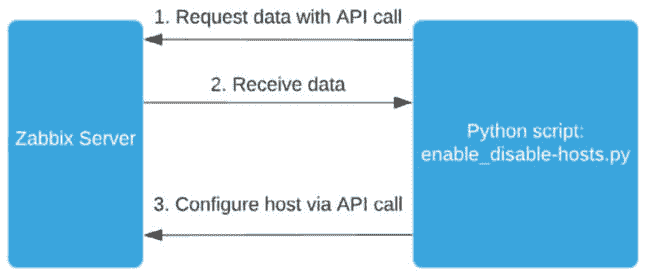 1. Request data with API call
2. Receive data
Zabbix Server
Python script:
enable_disable-hosts.py
3. Configure host via API call